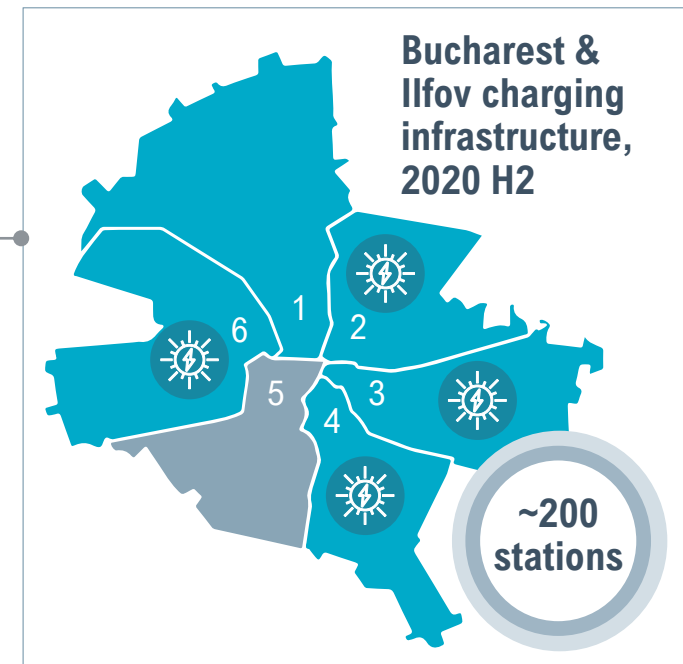 Bucharest &
Ilfov charging
infrastructure,
2020 H2
1
2
6
3
5
4
~200
stations